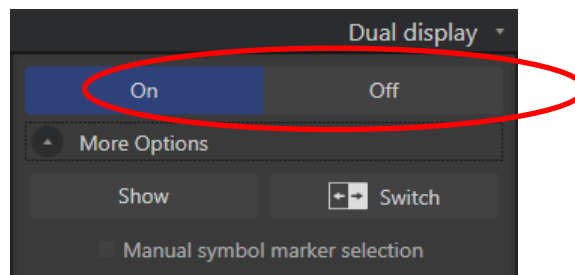 Dual display
On Off
More Options
Show Switch
Manual symbol marker selection